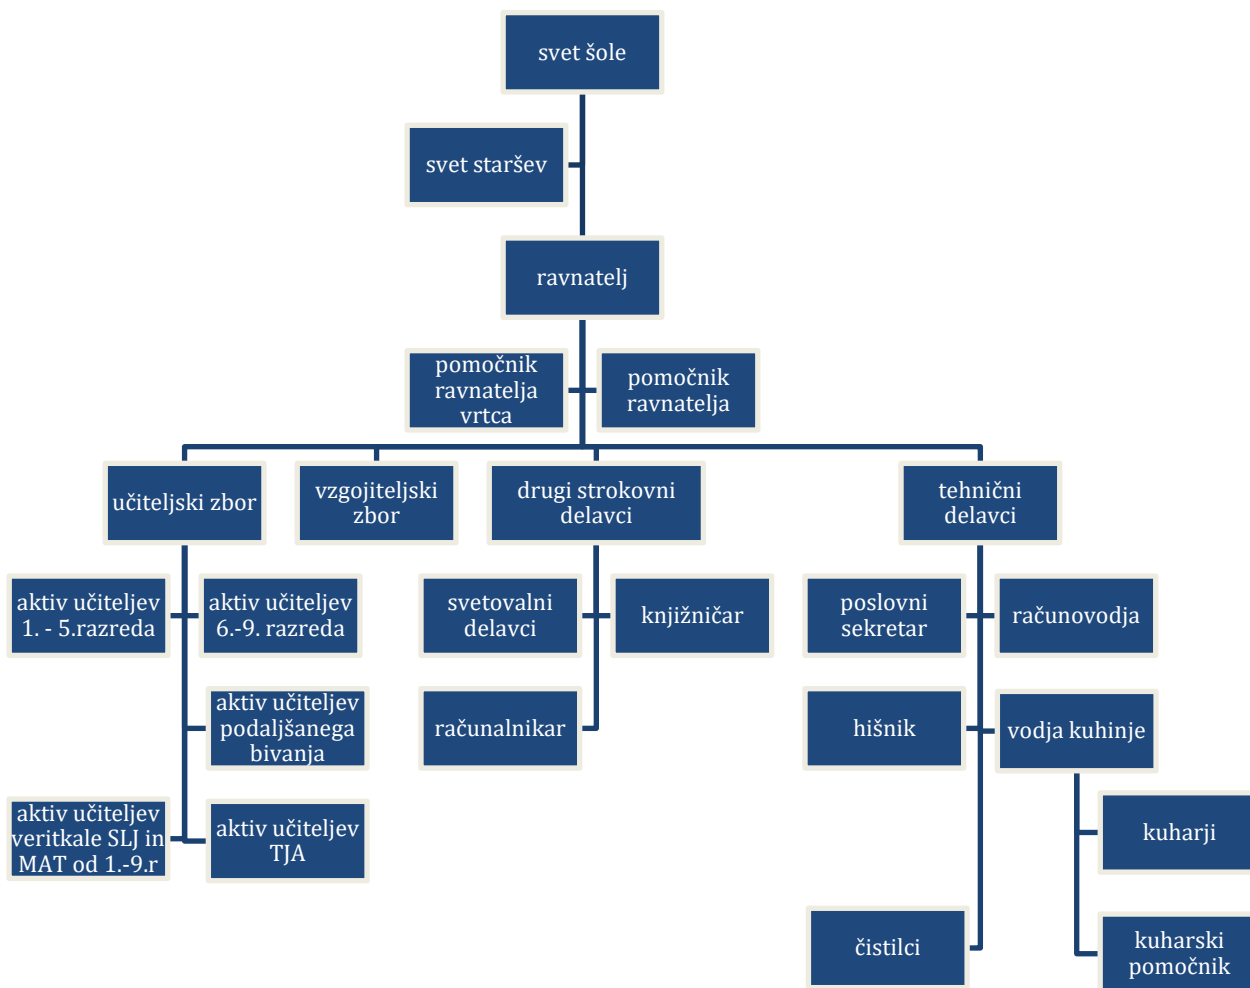 svet šole
svet staršev
ravnatelj
pomočnik
ravnatelja
vrtca
pomočnik
ravnatelja
učiteljski zbor
vzgojiteljski
zbor
drugi strokovni
delavci
tehnični
delavci
aktiv učiteljev
1. - 5.razreda
aktiv učiteljev
6.-9. razreda
svetovalni
delavci
knjižničar
poslovni
sekretar
računovodja
aktiv učiteljev
podaljšanega
bivanja
računalnikar
hišnik
vodja kuhinje
aktiv učiteljev
veritkale SLJ in
MAT od 1.-9.r
aktiv učiteljev
TJA
kuharji
čistilci
kuharski
pomočnik